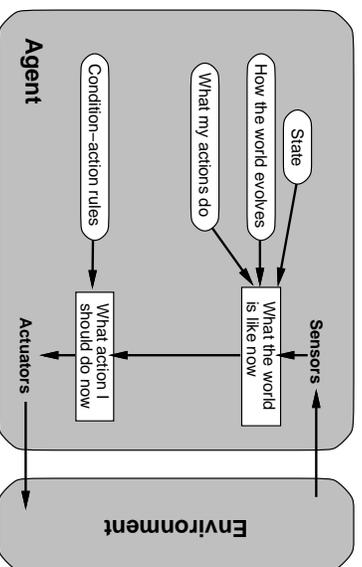 Sensors
State
How the world evolves
What my actions do
What the world
is like now
Condition−action rules
What action I
should do now
Agent
Actuators
Environment